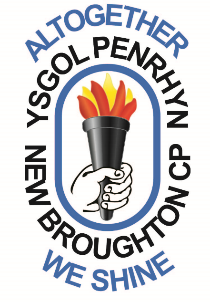 ALTOGETHER
YSGOL PENRHYN
NEW BROUGHTON CP
WE SHINE